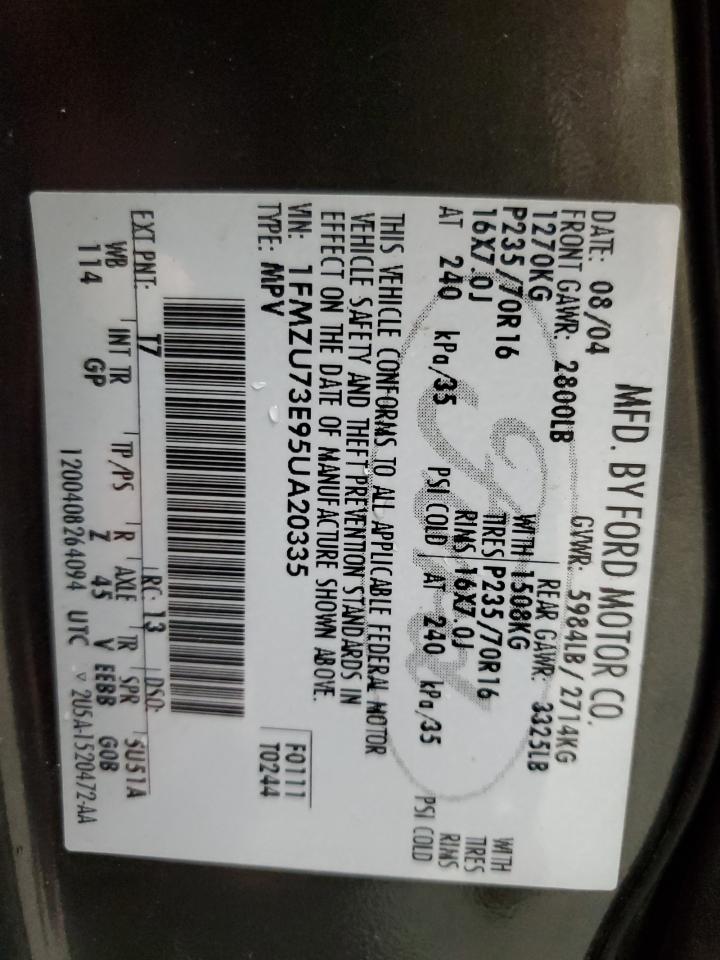 MFD. BY FORD MOTOR CO.
DATE: 08/04 GVWR: 5984LB / 2714KG
FRONT GAWR: 2800LB REAR GAWR: 3325LB
1270KG WITH 1508KG WITH
P235/70R16 TIRES P235/70R16 TIRES
16X7.0J RIMS 16X7.0J RIMS
AT 240 kPa/35 PSI COLD AT 240 kPa/35 PSI COLD
THIS VEHICLE CONFORMS TO ALL APPLICABLE FEDERAL MOTOR
VEHICLE SAFETY AND THEFT PREVENTION STANDARDS IN
EFFECT ON THE DATE OF MANUFACTURE SHOWN ABOVE.
VIN: 1FMZU73E95UA20335 F0111
TYPE: MPV T0244
EXT PNT: T7 RC: 13 DSO: SU51A
WB INT TR TP/PS R AXLE TR SPR
114 GP Z 45 V EEBB G0B
1200408264094 UTC ▽ 2U5A-1520472-AA
Ford